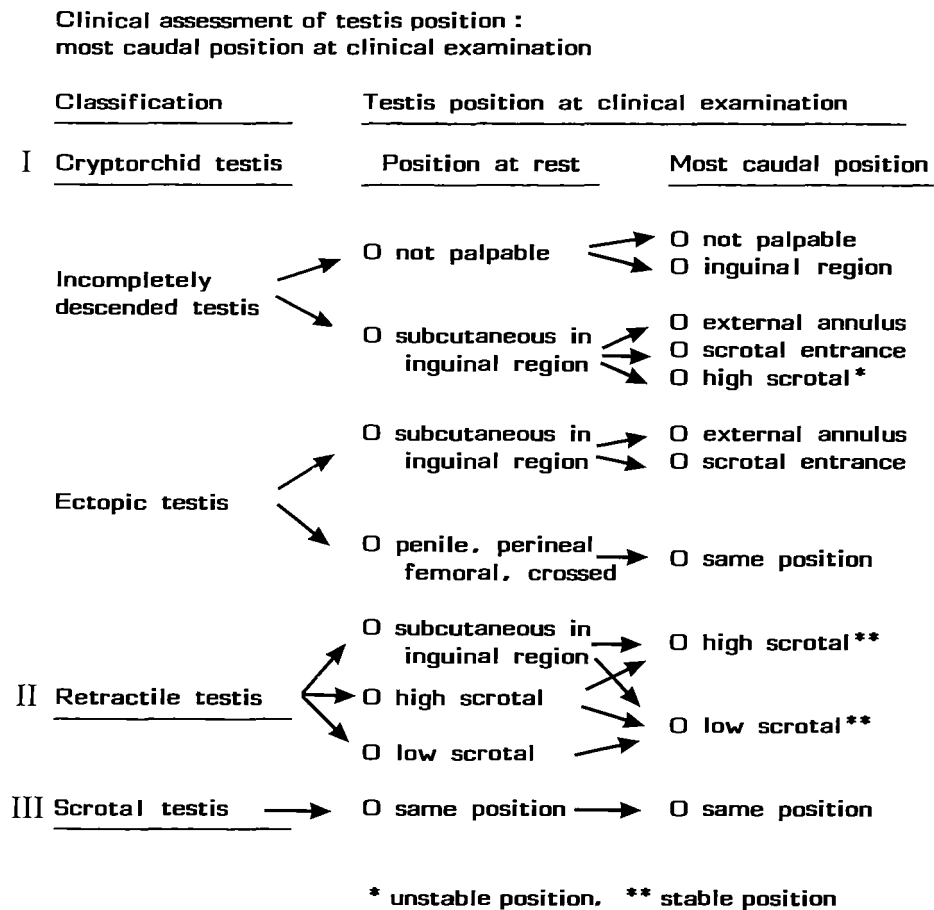 Clinical assessment of testis position :
most caudal position at clinical examination
Classification
Testis position at clinical examination
I Cryptorchid testis
Position at rest
Most caudal position
Incompletely
descended testis
O not palpable
O not palpable
O inguinal region
O subcutaneous in
inguinal region
O external annulus
O scrotal entrance
O high scrotal*
Ectopic testis
O subcutaneous in
inguinal region
O external annulus
O scrotal entrance
O penile, perineal
femoral, crossed
O same position
II Retractile testis
O subcutaneous in
inguinal region
O high scrotal
O low scrotal
O high scrotal**
O low scrotal**
III Scrotal testis
O same position
O same position
* unstable position, ** stable position